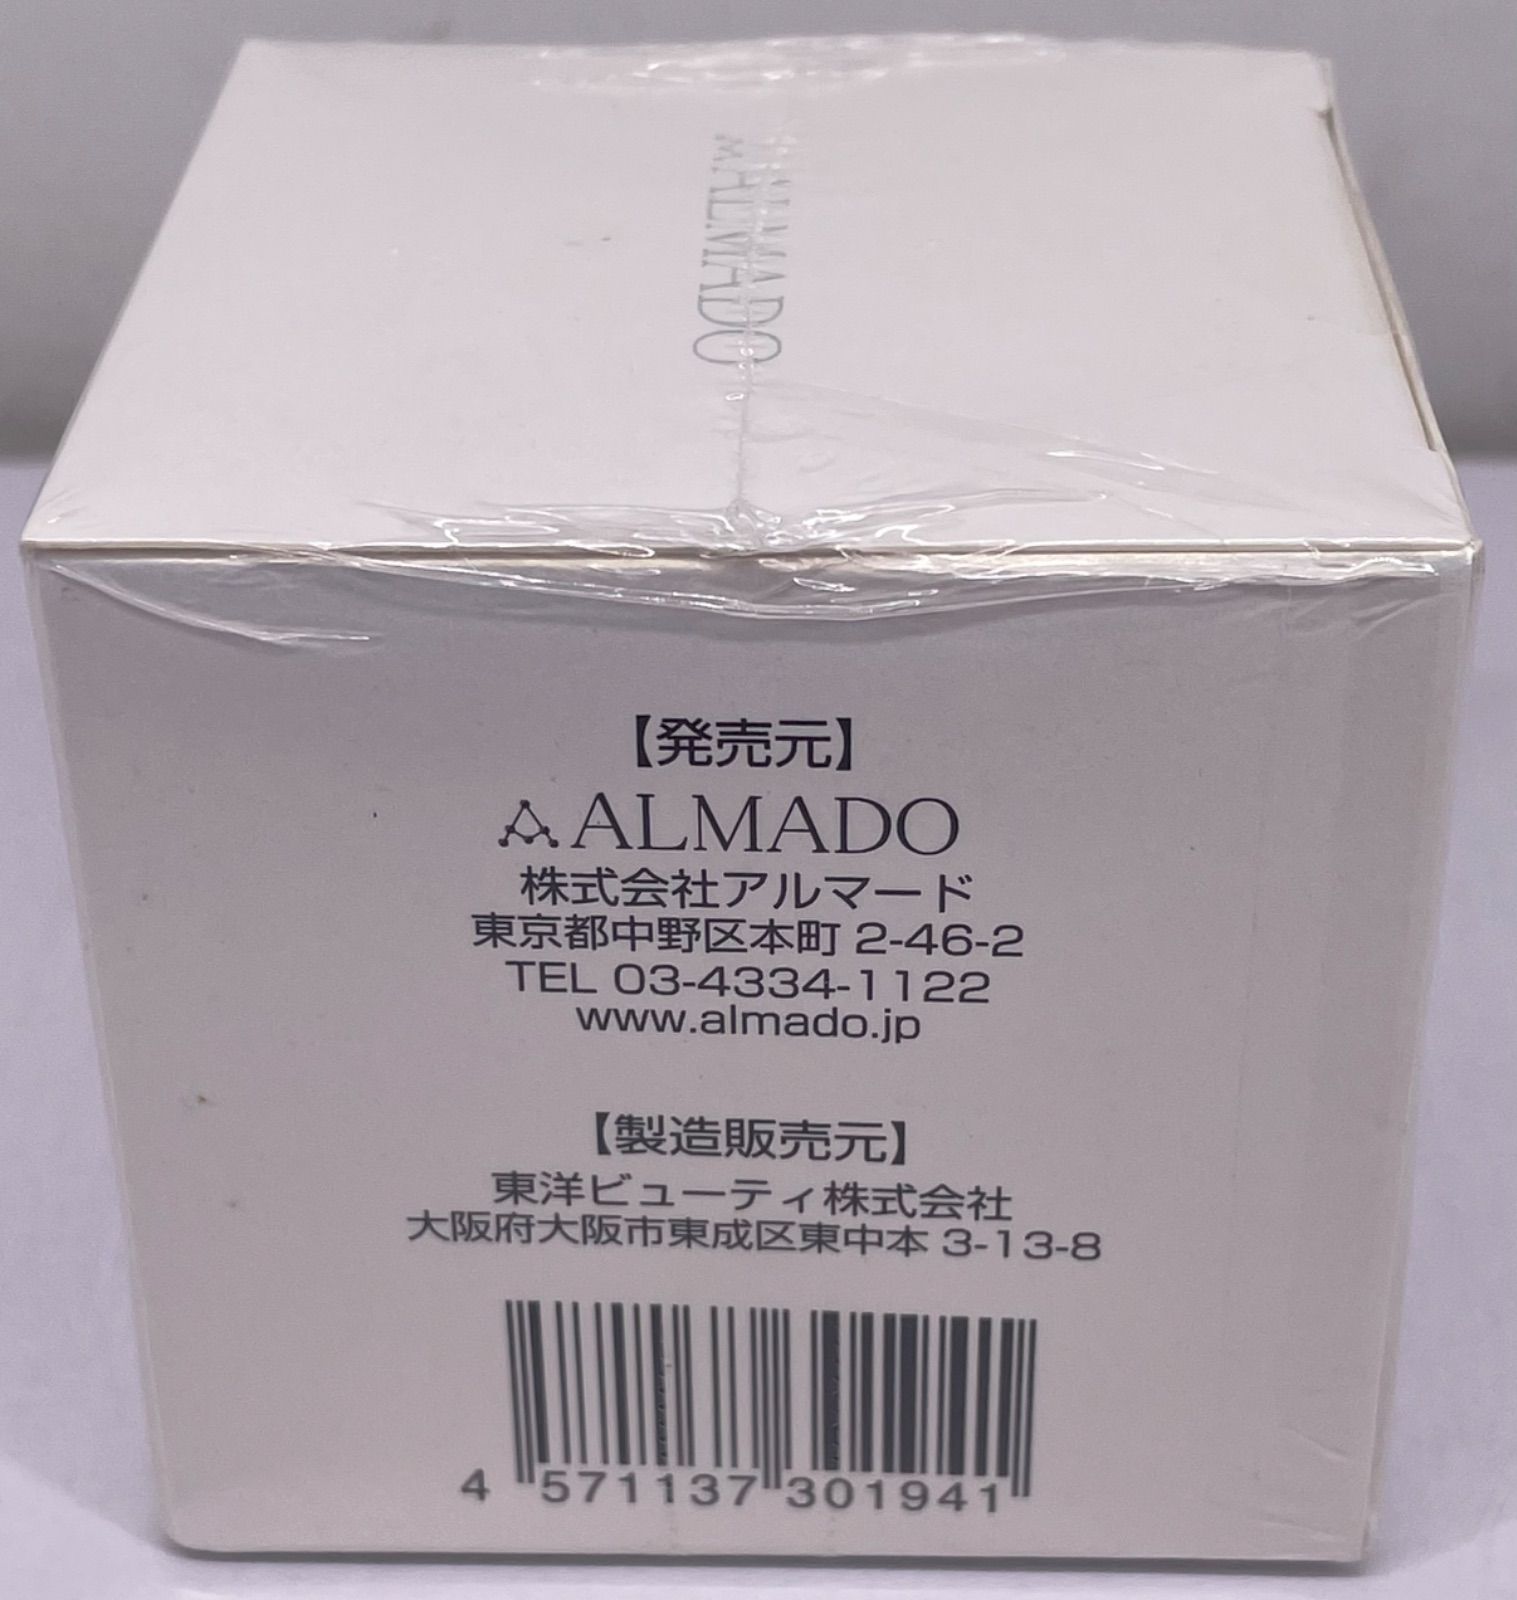 ALMADO
【発売元】
ALMADO
株式会社アルマード
東京都中野区本町 2-46-2
TEL 03-4334-1122
www.almado.jp
【製造販売元】
東洋ビューティ株式会社
大阪府大阪市東成区東中本 3-13-8
4 571137 301941